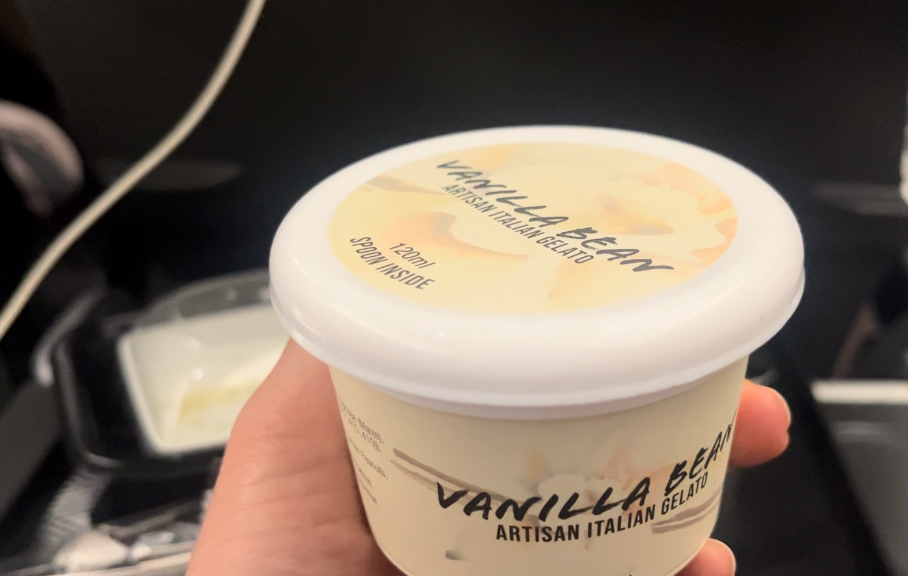 VANILLA BEAN
ARTISAN ITALIAN GELATO
120ml
SPOON INSIDE
VANILLA BEAN
ARTISAN ITALIAN GELATO